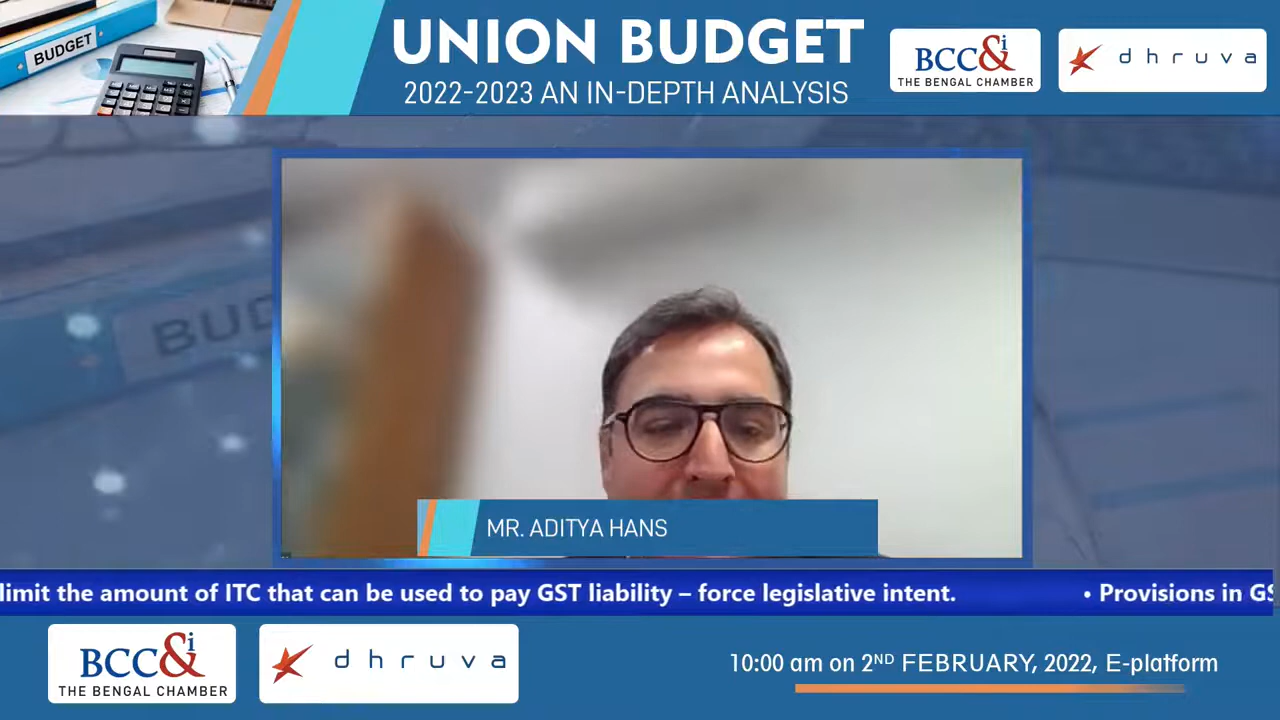 BUDGET
UNION BUDGET
2022-2023 AN IN-DEPTH ANALYSIS
BCC&i
THE BENGAL CHAMBER
dhruva
BUD
MR. ADITYA HANS
limit the amount of ITC that can be used to pay GST liability – force legislative intent. • Provisions in GS
BCC&i
THE BENGAL CHAMBER
dhruva
10:00 am on 2ND FEBRUARY, 2022, E-platform